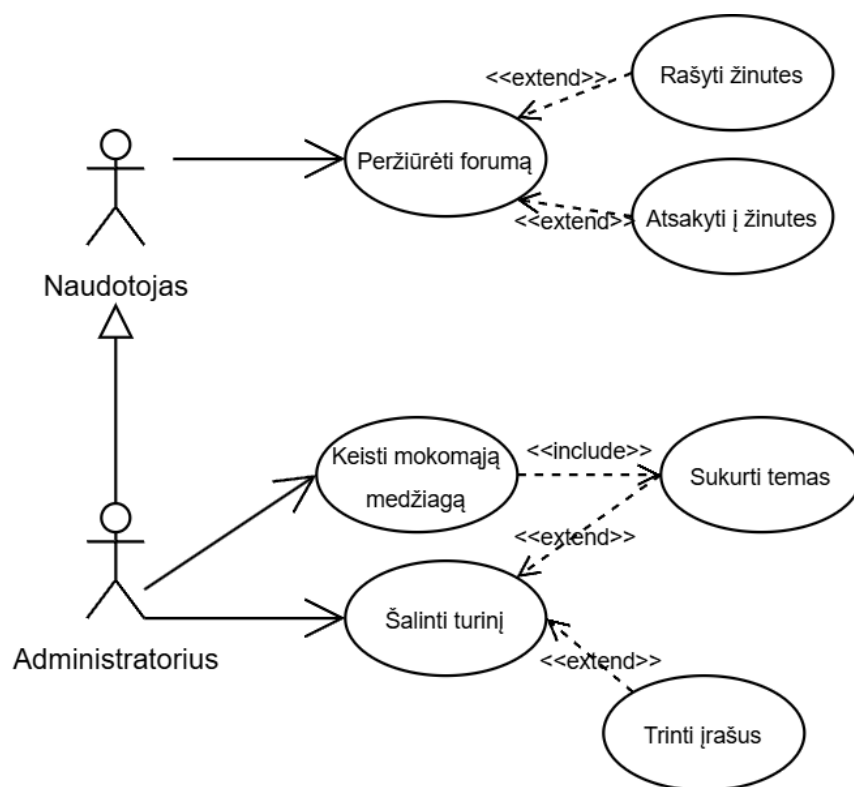 <<extend>>
Rašyti žinutes
Peržiūrėti forumą
<<extend>>
Atsakyti į žinutes
Naudotojas
Keisti mokomąją
medžiagą
<<include>>
Sukurti temas
<<extend>>
Šalinti turinį
Administratorius
<<extend>>
Trinti įrašus